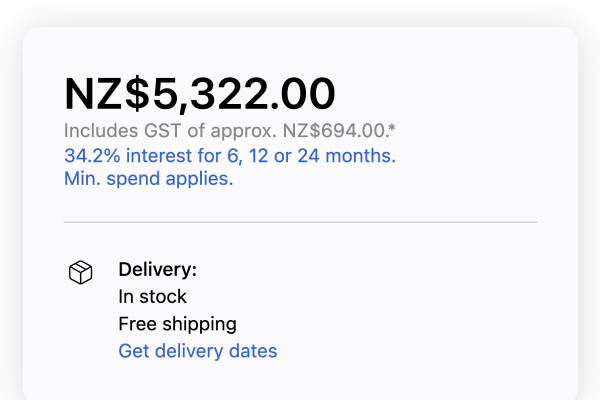 NZ$5,322.00
Includes GST of approx. NZ$694.00.*
34.2% interest for 6, 12 or 24 months.
Min. spend applies.
Delivery:
In stock
Free shipping
Get delivery dates